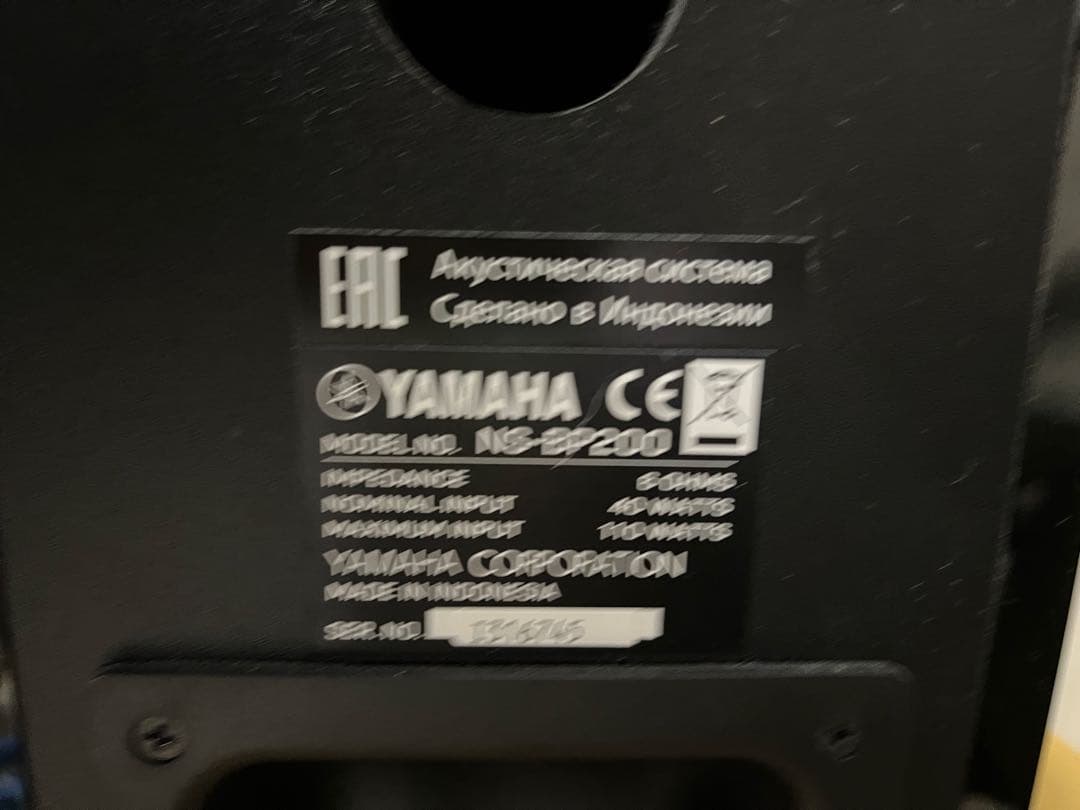 EAC Акустическая система
Сделано в Индонезии
YAMAHA CE
MODEL NO. NS-BP200
IMPEDANCE 6 OHMS
NOMINAL INPUT 40 WATTS
MAXIMUM INPUT 110 WATTS
YAMAHA CORPORATION
MADE IN INDONESIA
SER. NO.